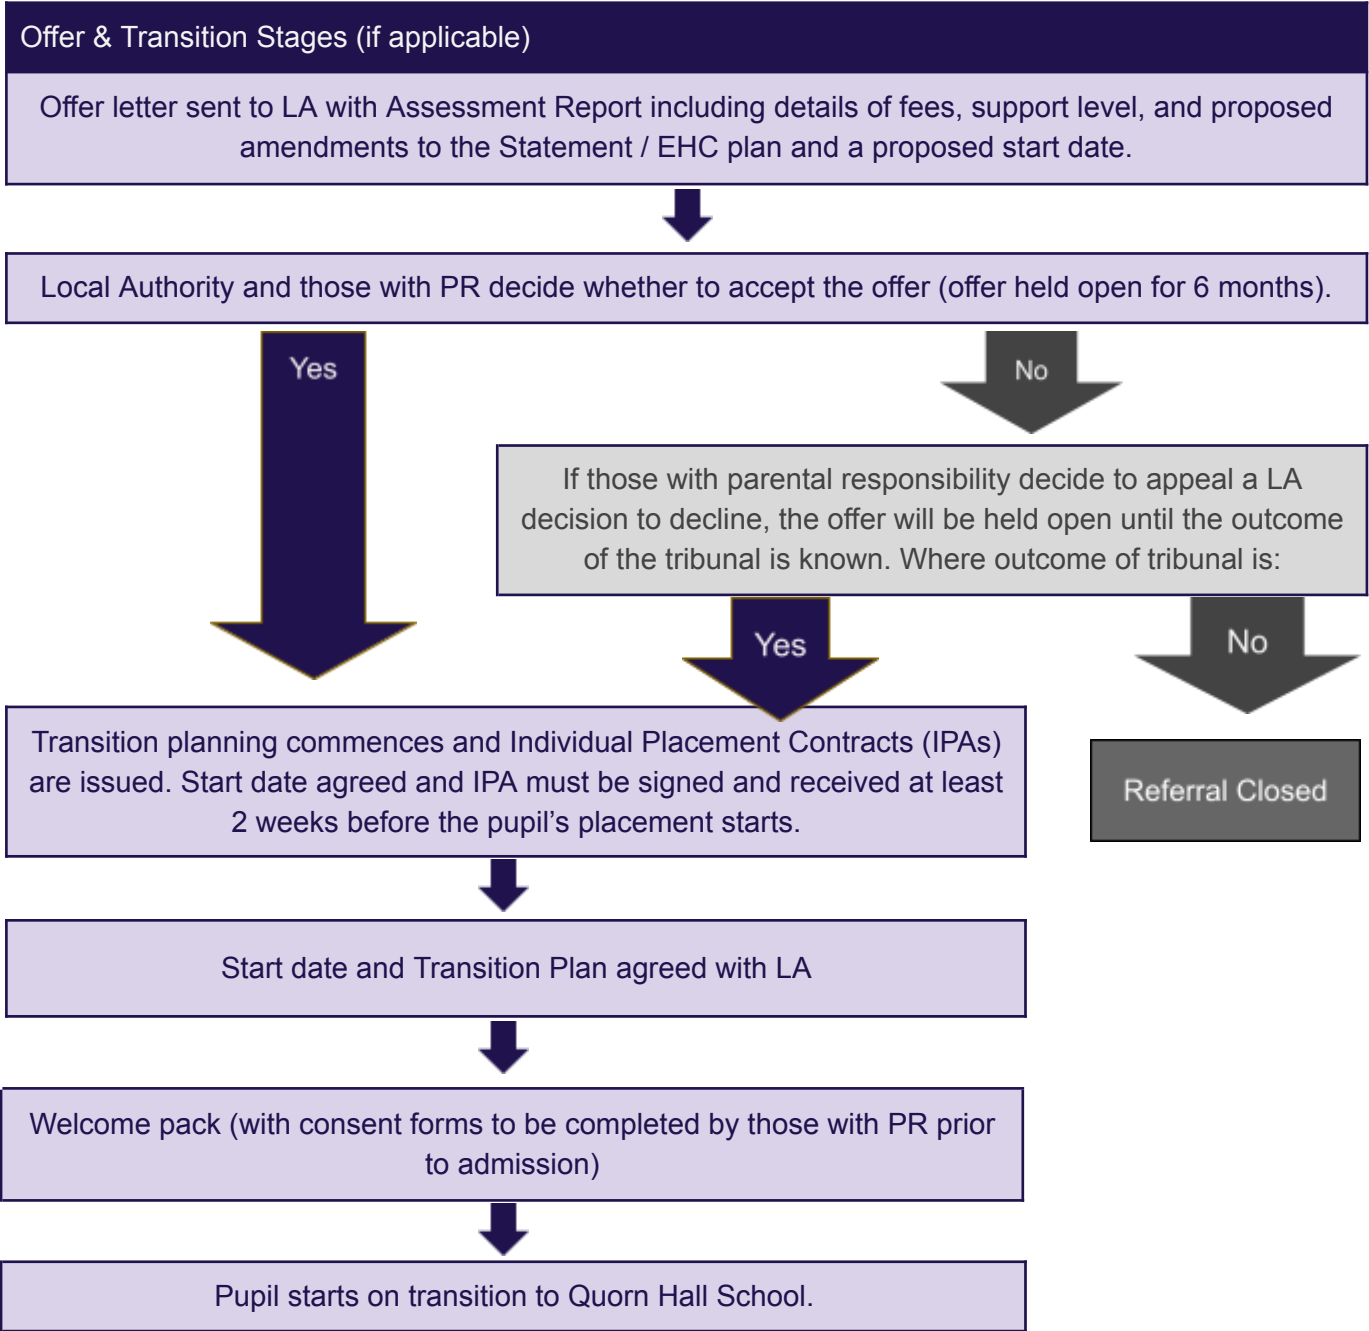 Offer & Transition Stages (if applicable)
Offer letter sent to LA with Assessment Report including details of fees, support level, and proposed
amendments to the Statement / EHC plan and a proposed start date.
Local Authority and those with PR decide whether to accept the offer (offer held open for 6 months).
Yes
No
If those with parental responsibility decide to appeal a LA
decision to decline, the offer will be held open until the outcome
of the tribunal is known. Where outcome of tribunal is:
Yes
No
Transition planning commences and Individual Placement Contracts (IPAs)
are issued. Start date agreed and IPA must be signed and received at least
2 weeks before the pupil’s placement starts.
Referral Closed
Start date and Transition Plan agreed with LA
Welcome pack (with consent forms to be completed by those with PR prior
to admission)
Pupil starts on transition to Quorn Hall School.